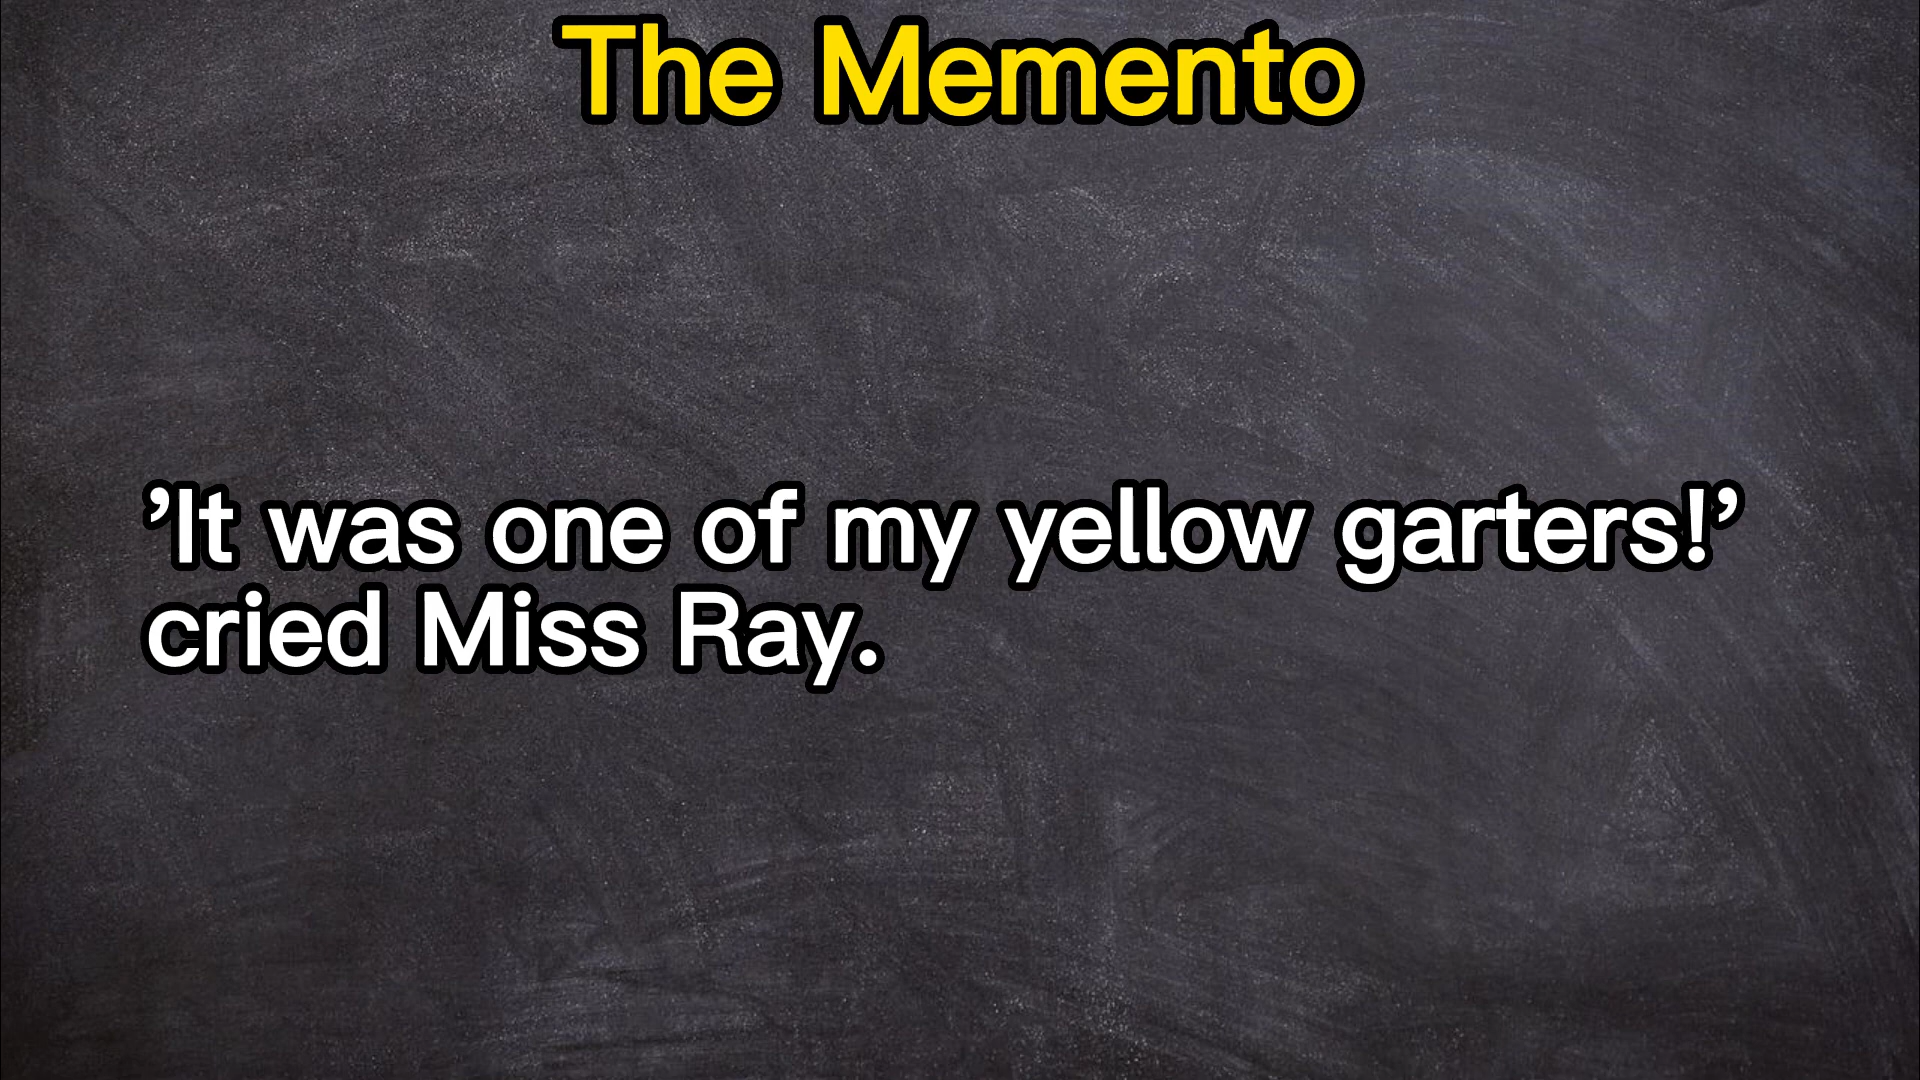 The Memento
’It was one of my yellow garters!’
cried Miss Ray.